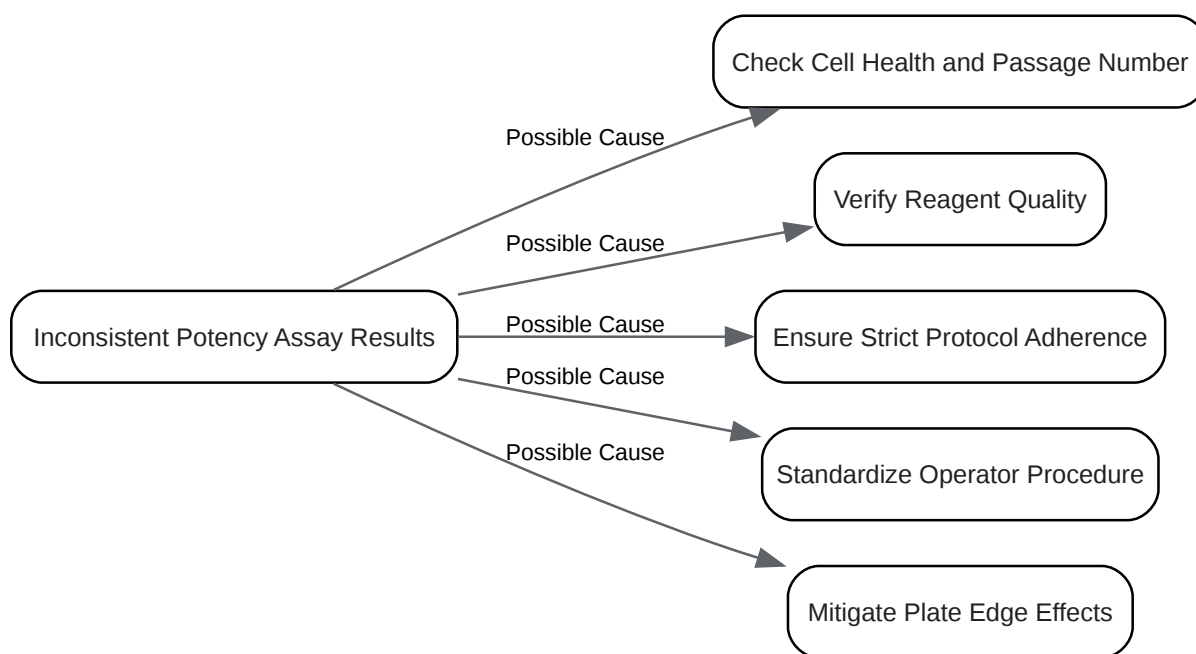 Check Cell Health and Passage Number
Possible Cause
Verify Reagent Quality
Possible Cause
Inconsistent Potency Assay Results
Possible Cause
Ensure Strict Protocol Adherence
Possible Cause
Standardize Operator Procedure
Possible Cause
Mitigate Plate Edge Effects